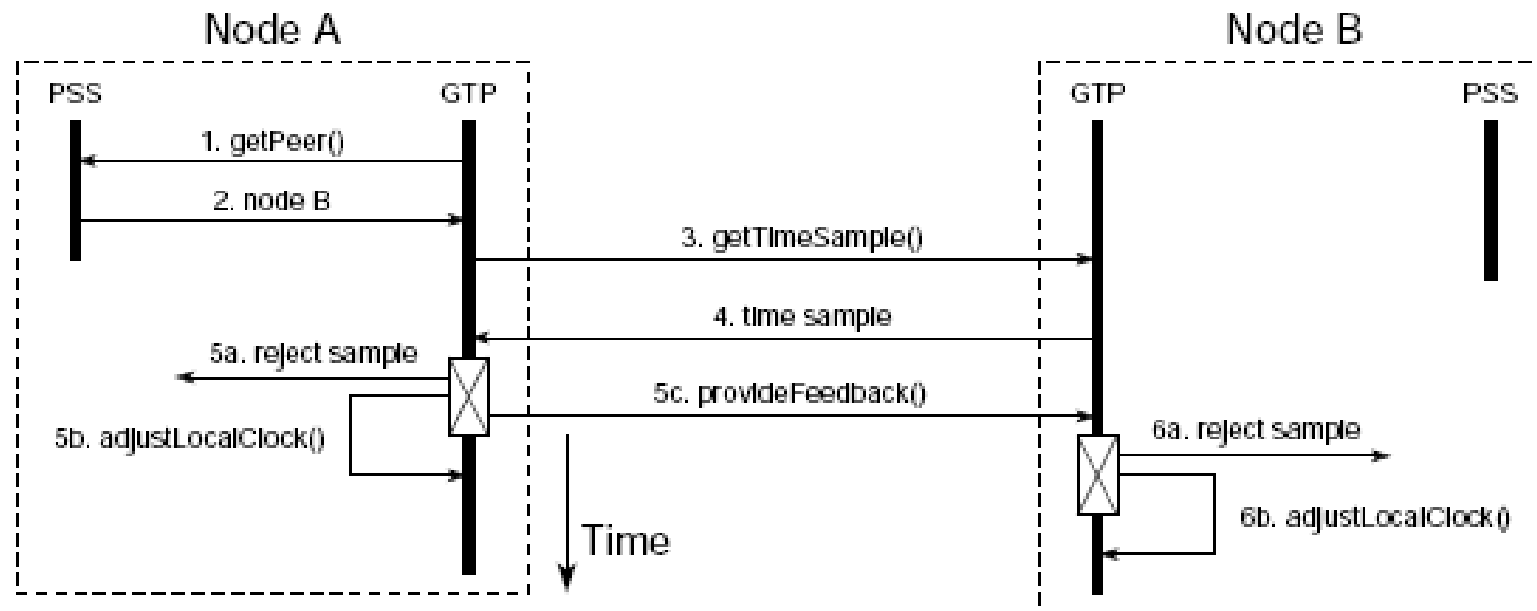 Node A
Node B
PSS
GTP
GTP
PSS
1. getPeer()
2. node B
3. getTimeSample()
4. time sample
5a. reject sample
5c. provideFeedback()
5b. adjustLocalClock()
6a. reject sample
6b. adjustLocalClock()
Time